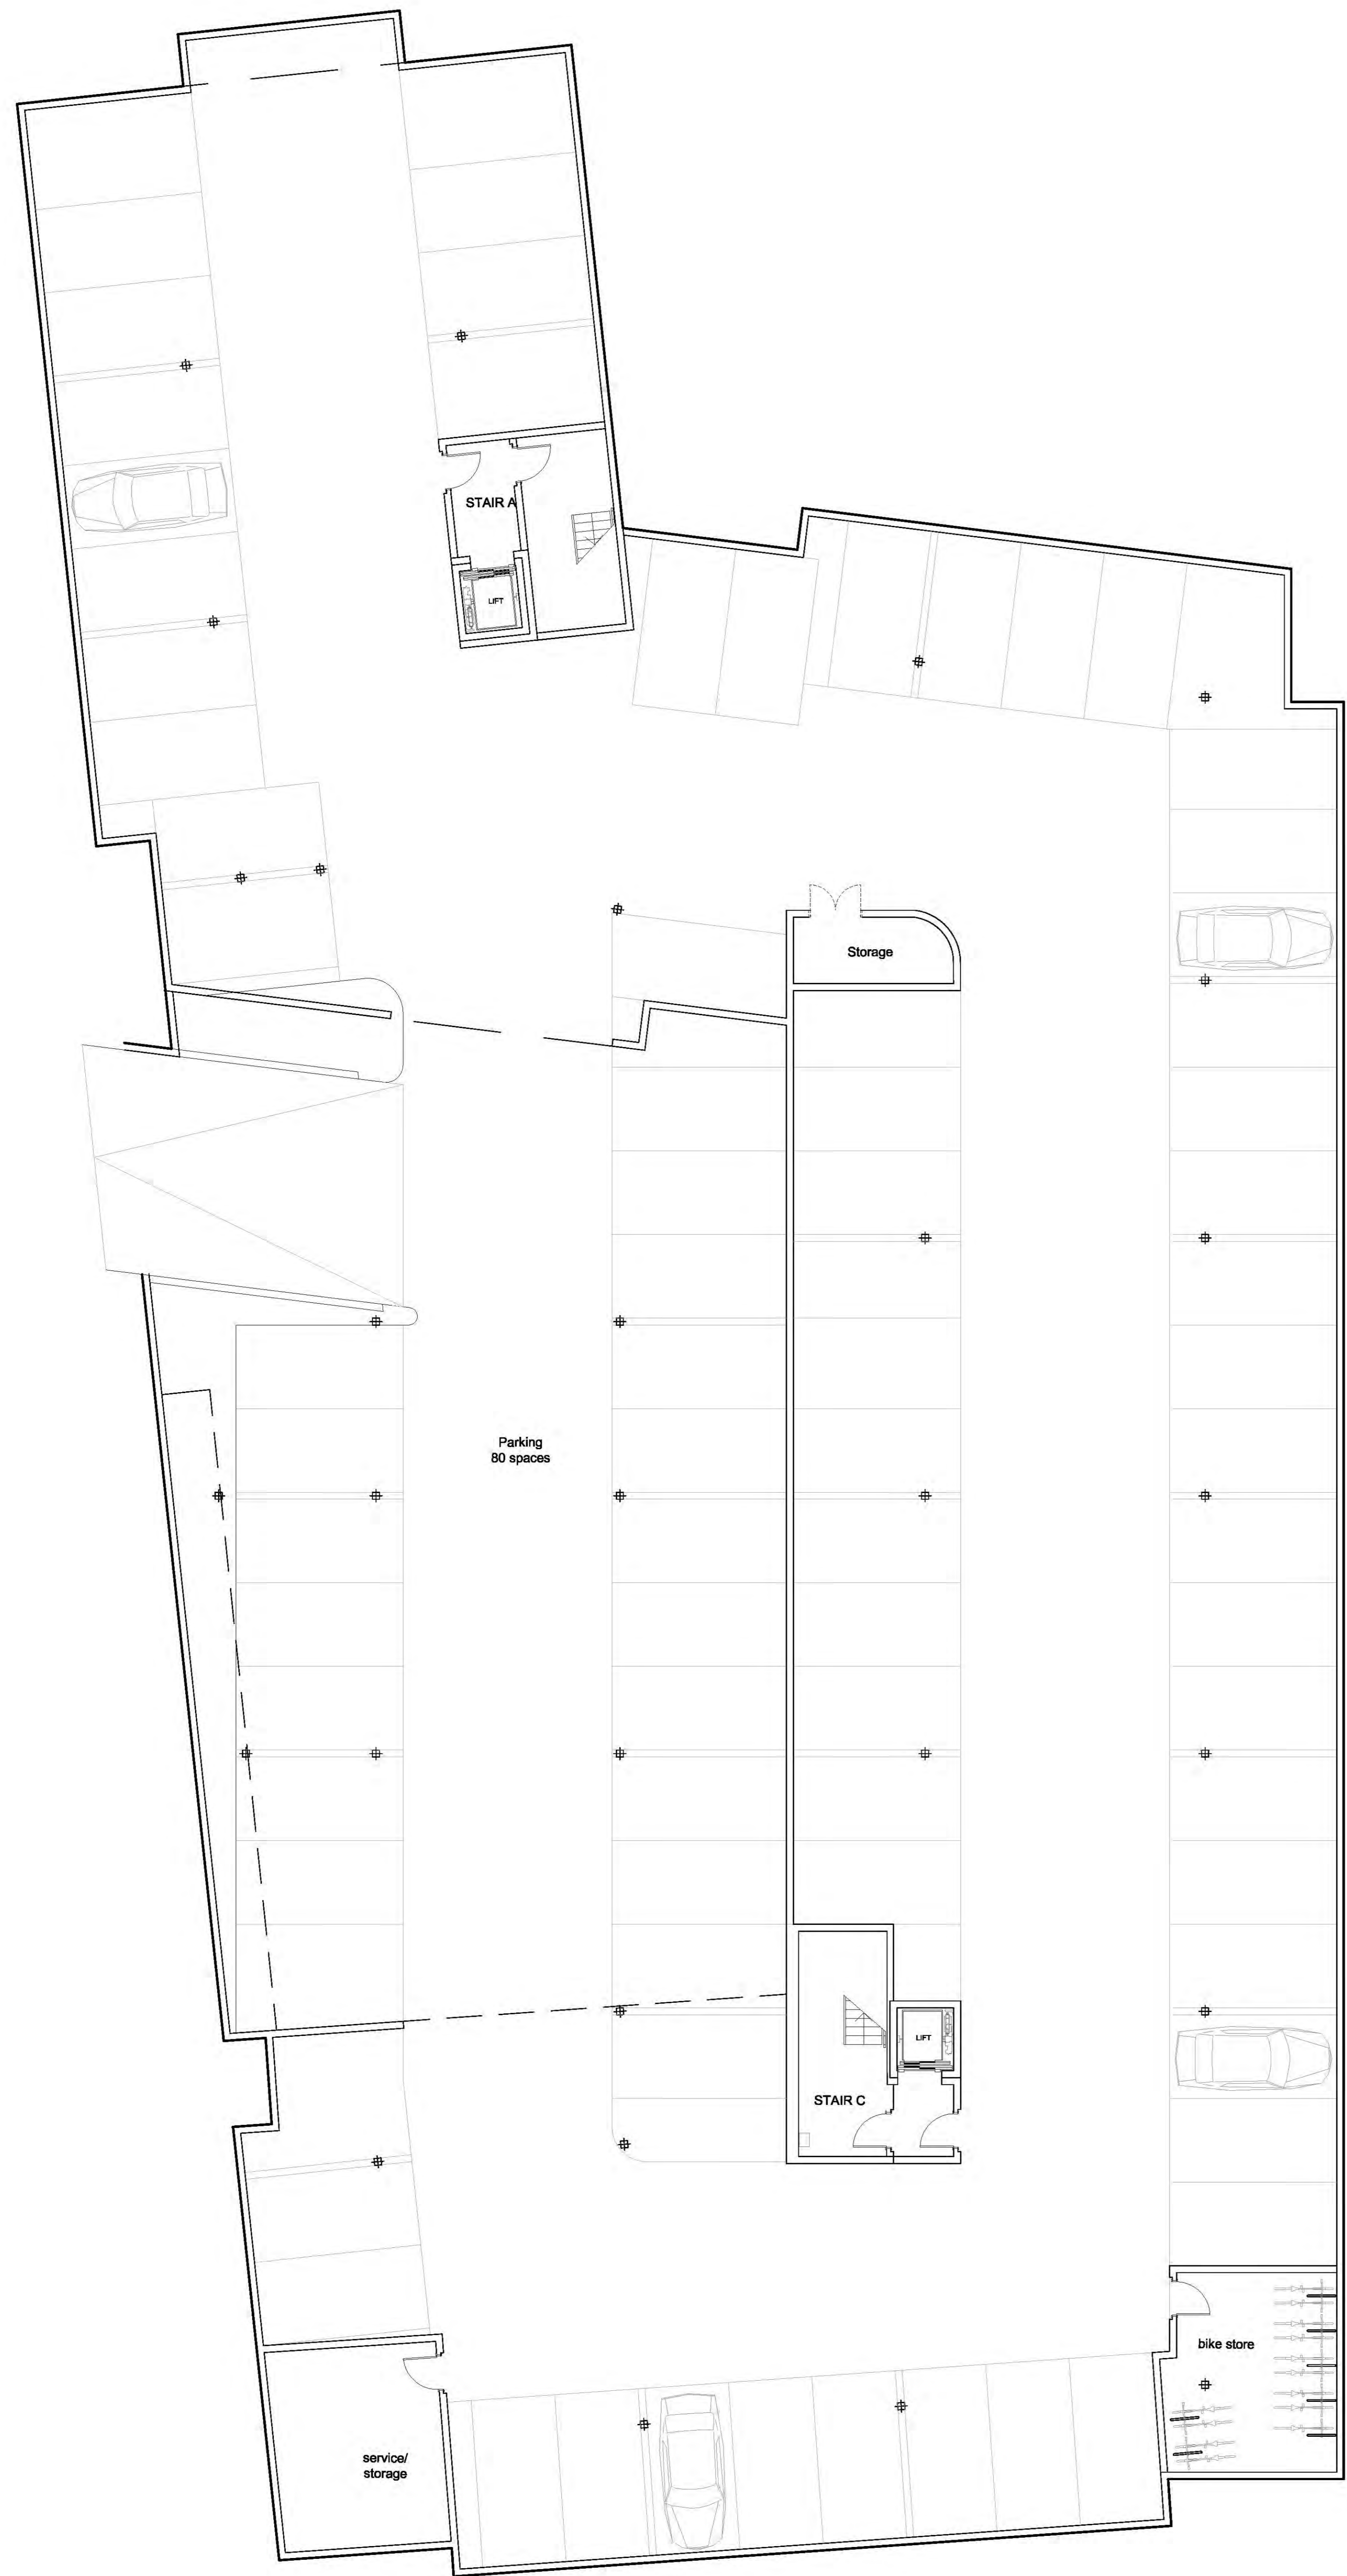 STAIR A
LIFT
Storage
Parking
80 spaces
LIFT
STAIR C
bike store
service/
storage